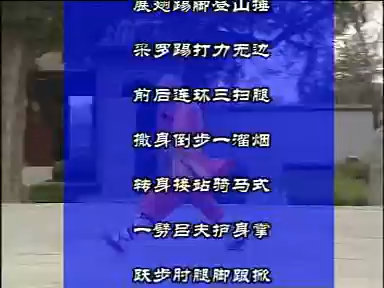 展翅踢脚登山捶
采罗踢打力无边
前后连环三扫腿
撤身倒步一溜烟
转身接站骑马式
一劈吕夫护身掌
跃步肘腿脚跟掀